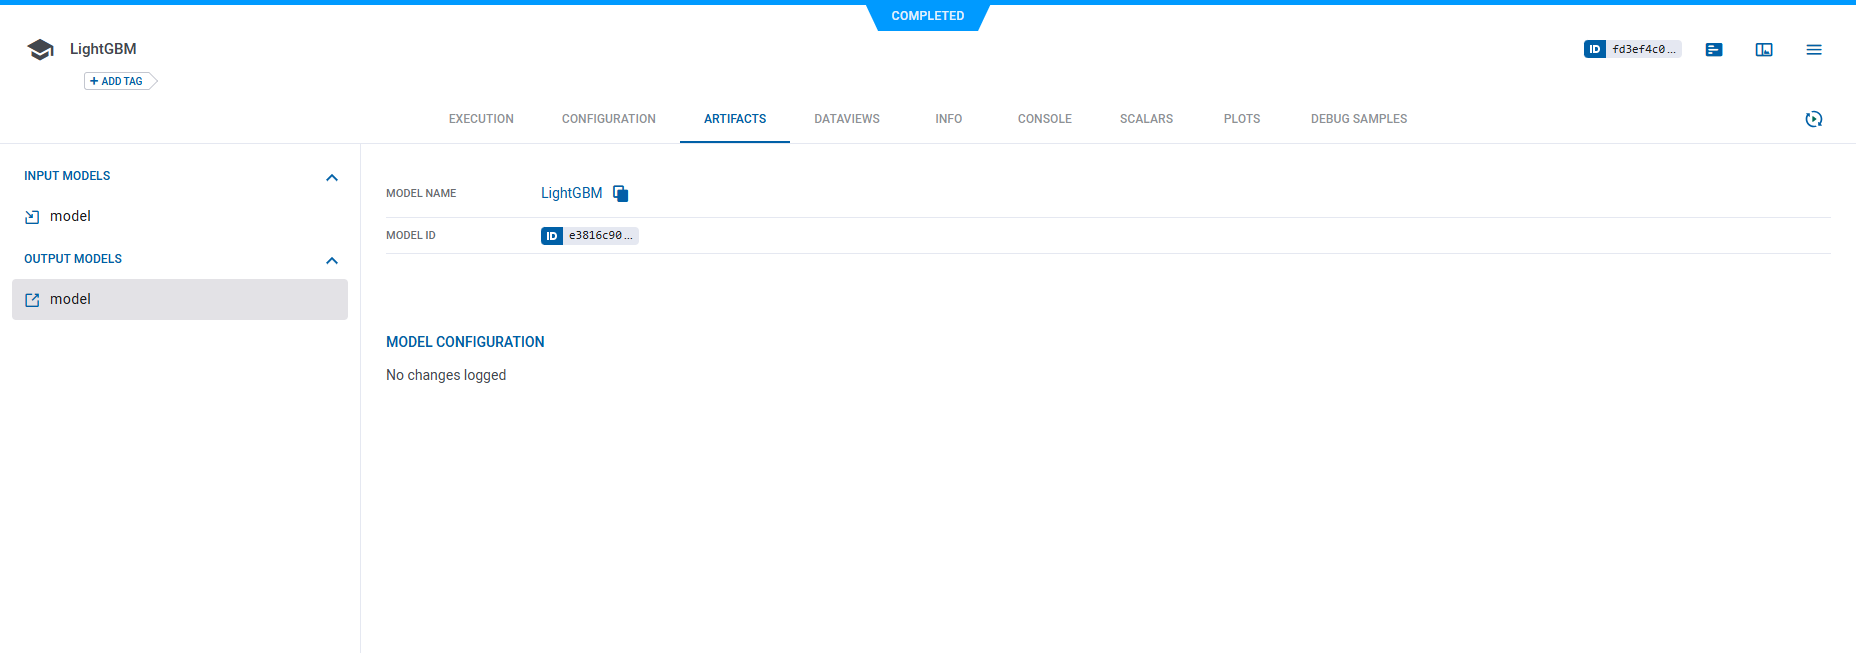 COMPLETED
LightGBM
ID fd3ef4c0...
+ ADD TAG
EXECUTION CONFIGURATION ARTIFACTS DATAVIEWS INFO CONSOLE SCALARS PLOTS DEBUG SAMPLES
INPUT MODELS
model
OUTPUT MODELS
model
MODEL NAME LightGBM
MODEL ID ID e3816c90...
MODEL CONFIGURATION
No changes logged